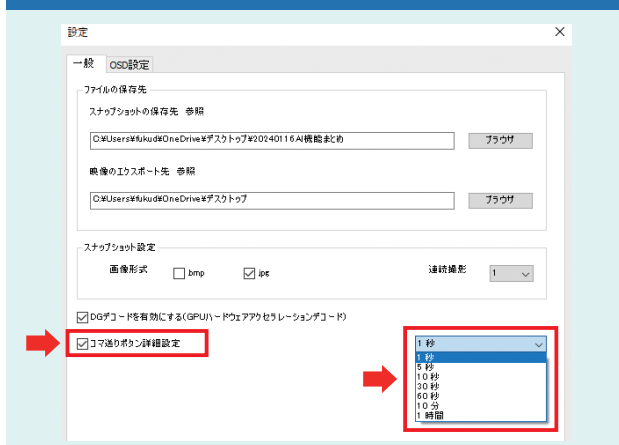 設定
一般 OSD設定
ファイルの保存先
スナップショットの保存先 参照
C:¥Users¥fukud¥OneDrive¥デスクトップ¥20240116AI機能まとめ ブラウザ
映像のエクスポート先 参照
C:¥Users¥fukud¥OneDrive¥デスクトップ ブラウザ
スナップショット設定
画像形式 bmp jpg 連続撮影 1
DGデコードを有効にする(GPUハードウェアアクセラレーションデコード)
コマ送りボタン詳細設定 1 秒
1 秒
5 秒
10 秒
30 秒
60 秒
10 分
1 時間